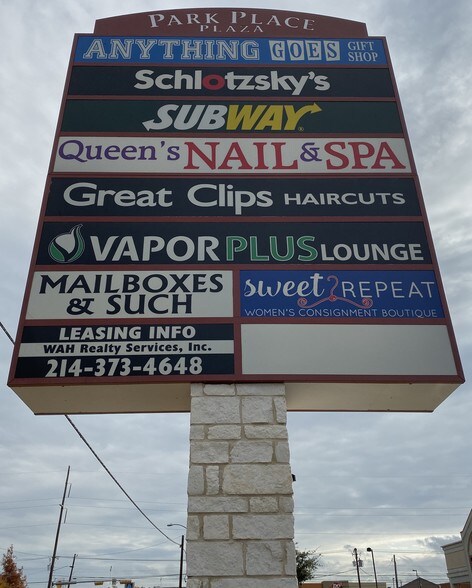 PARK PLACE
PLAZA
ANYTHING GOES GIFT SHOP
Schlotzsky's
SUBWAY
Queen's NAIL & SPA
Great Clips HAIRCUTS
VAPOR PLUS LOUNGE
MAILBOXES
& SUCH
sweet REPEAT
WOMEN'S CONSIGNMENT BOUTIQUE
LEASING INFO
WAH Realty Services, Inc.
214-373-4648